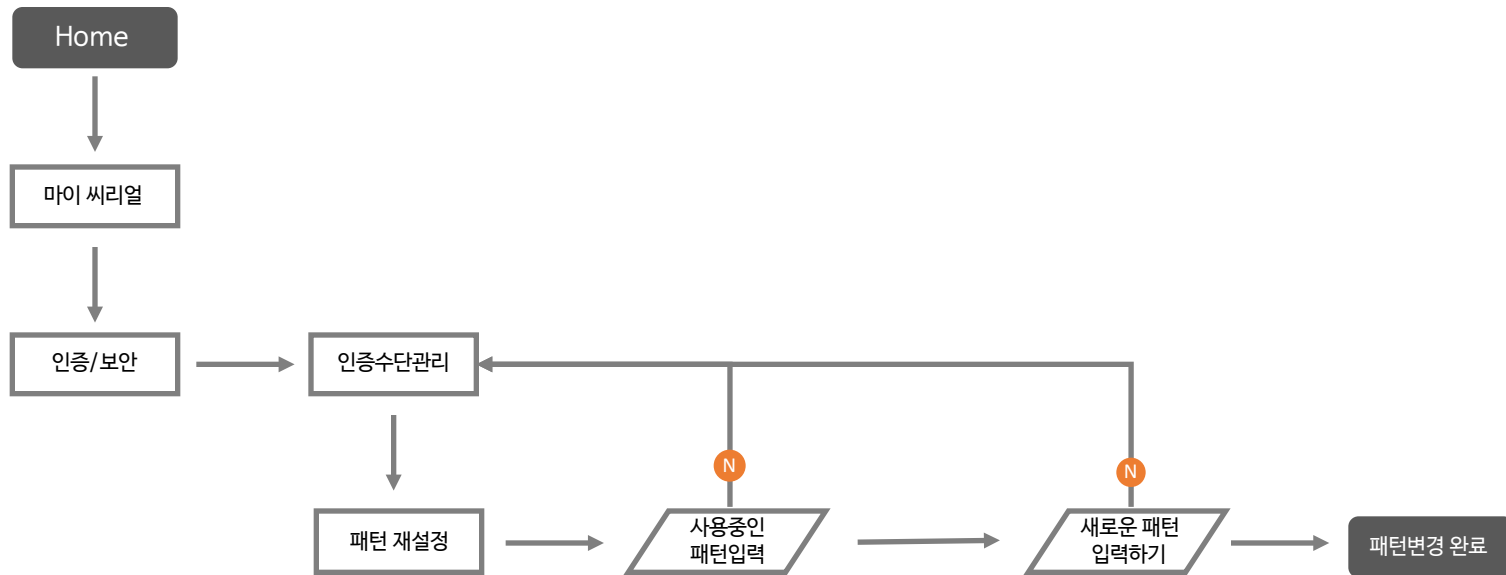 Home
마이 씨리얼
인증/보안
인증수단관리
N
N
패턴 재설정
사용중인
패턴입력
새로운 패턴
입력하기
패턴변경 완료